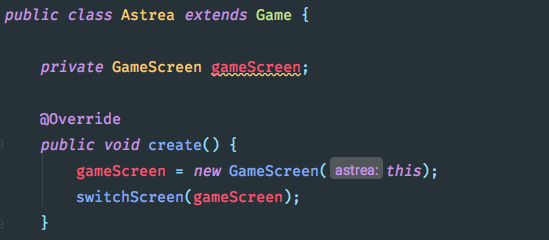 public class Astrea extends Game {
private GameScreen gameScreen;
@Override
public void create() {
gameScreen = new GameScreen( astrea: this);
switchScreen(gameScreen);
}